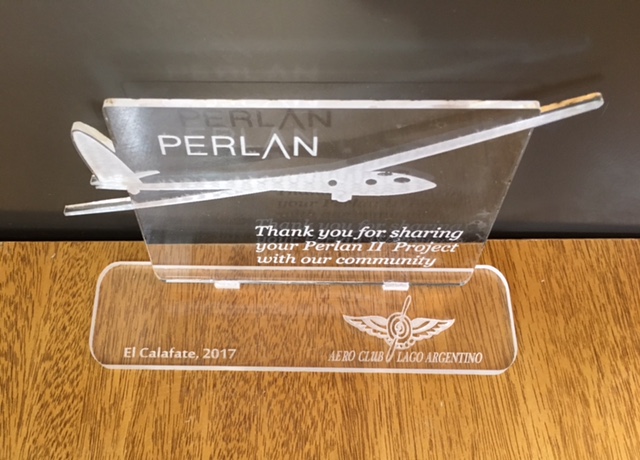 PERLAN
Thank you for sharing
your Perlan II Project
with our community
El Calafate, 2017
AERO CLUB LAGO ARGENTINO